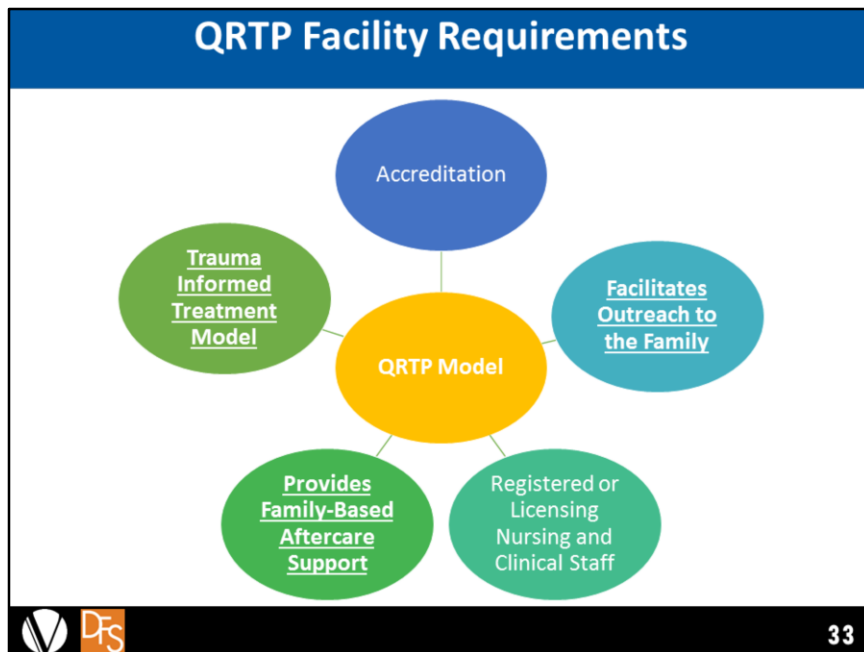 QRTP Facility Requirements
Accreditation
Trauma
Informed
Treatment
Model
Facilitates
Outreach to
the Family
QRTP Model
Provides
Family-Based
Aftercare
Support
Registered or
Licensing
Nursing and
Clinical Staff
V DFS
33